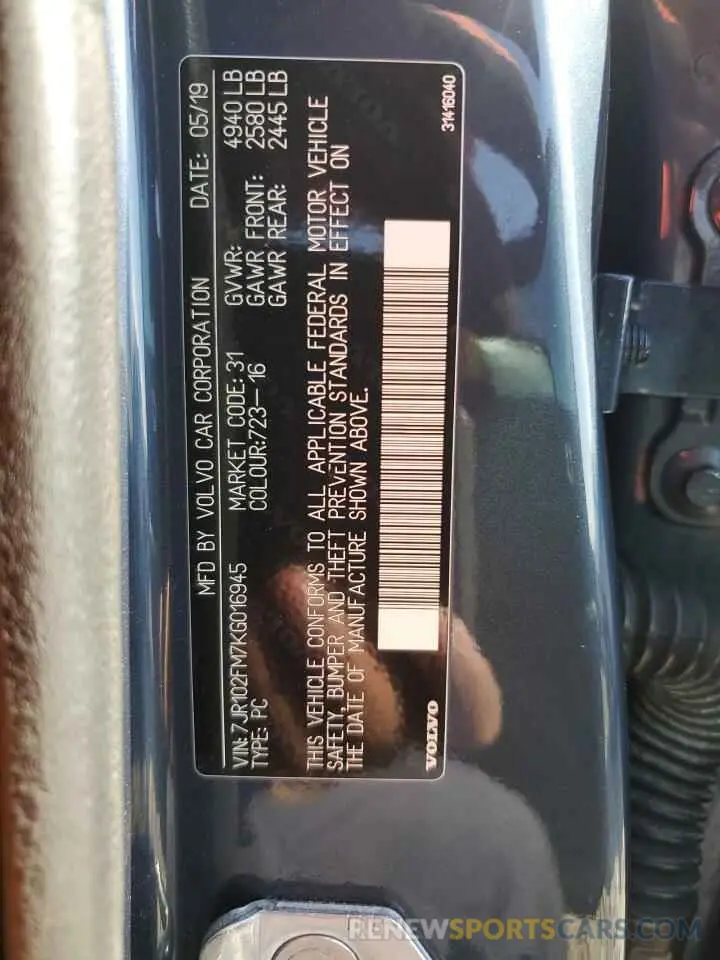 MFD BY VOLVO CAR CORPORATION DATE: 05/19
VIN: 7JR102FM7KG016945 MARKET CODE: 31 GVWR: 4940 LB
TYPE: PC COLOUR:723-16 GAWR FRONT: 2580 LB
GAWR REAR: 2445 LB
THIS VEHICLE CONFORMS TO ALL APPLICABLE FEDERAL MOTOR VEHICLE
SAFETY, BUMPER AND THEFT PREVENTION STANDARDS IN EFFECT ON
THE DATE OF MANUFACTURE SHOWN ABOVE.
VOLVO 31416040
RENEWSPORTSCARS.COM